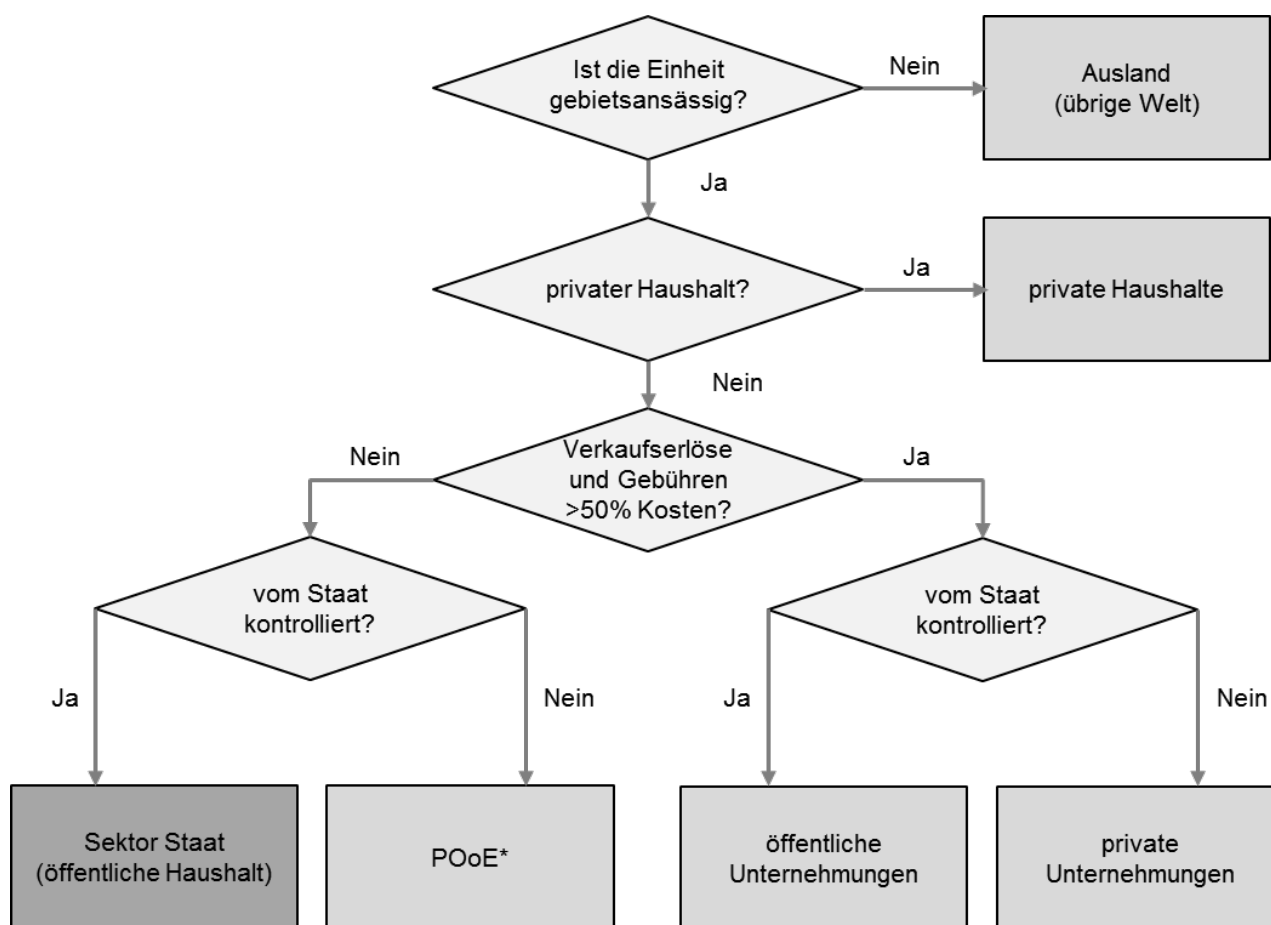 Ist die Einheit
gebietsansässig?
Nein
Ausland
(übrige Welt)
Ja
privater Haushalt?
Ja
private Haushalte
Nein
Verkaufserlöse
und Gebühren
>50% Kosten?
Nein
Ja
vom Staat
kontrolliert?
vom Staat
kontrolliert?
Ja
Nein
Ja
Nein
Sektor Staat
(öffentliche Haushalt)
POoE*
öffentliche
Unternehmungen
private
Unternehmungen